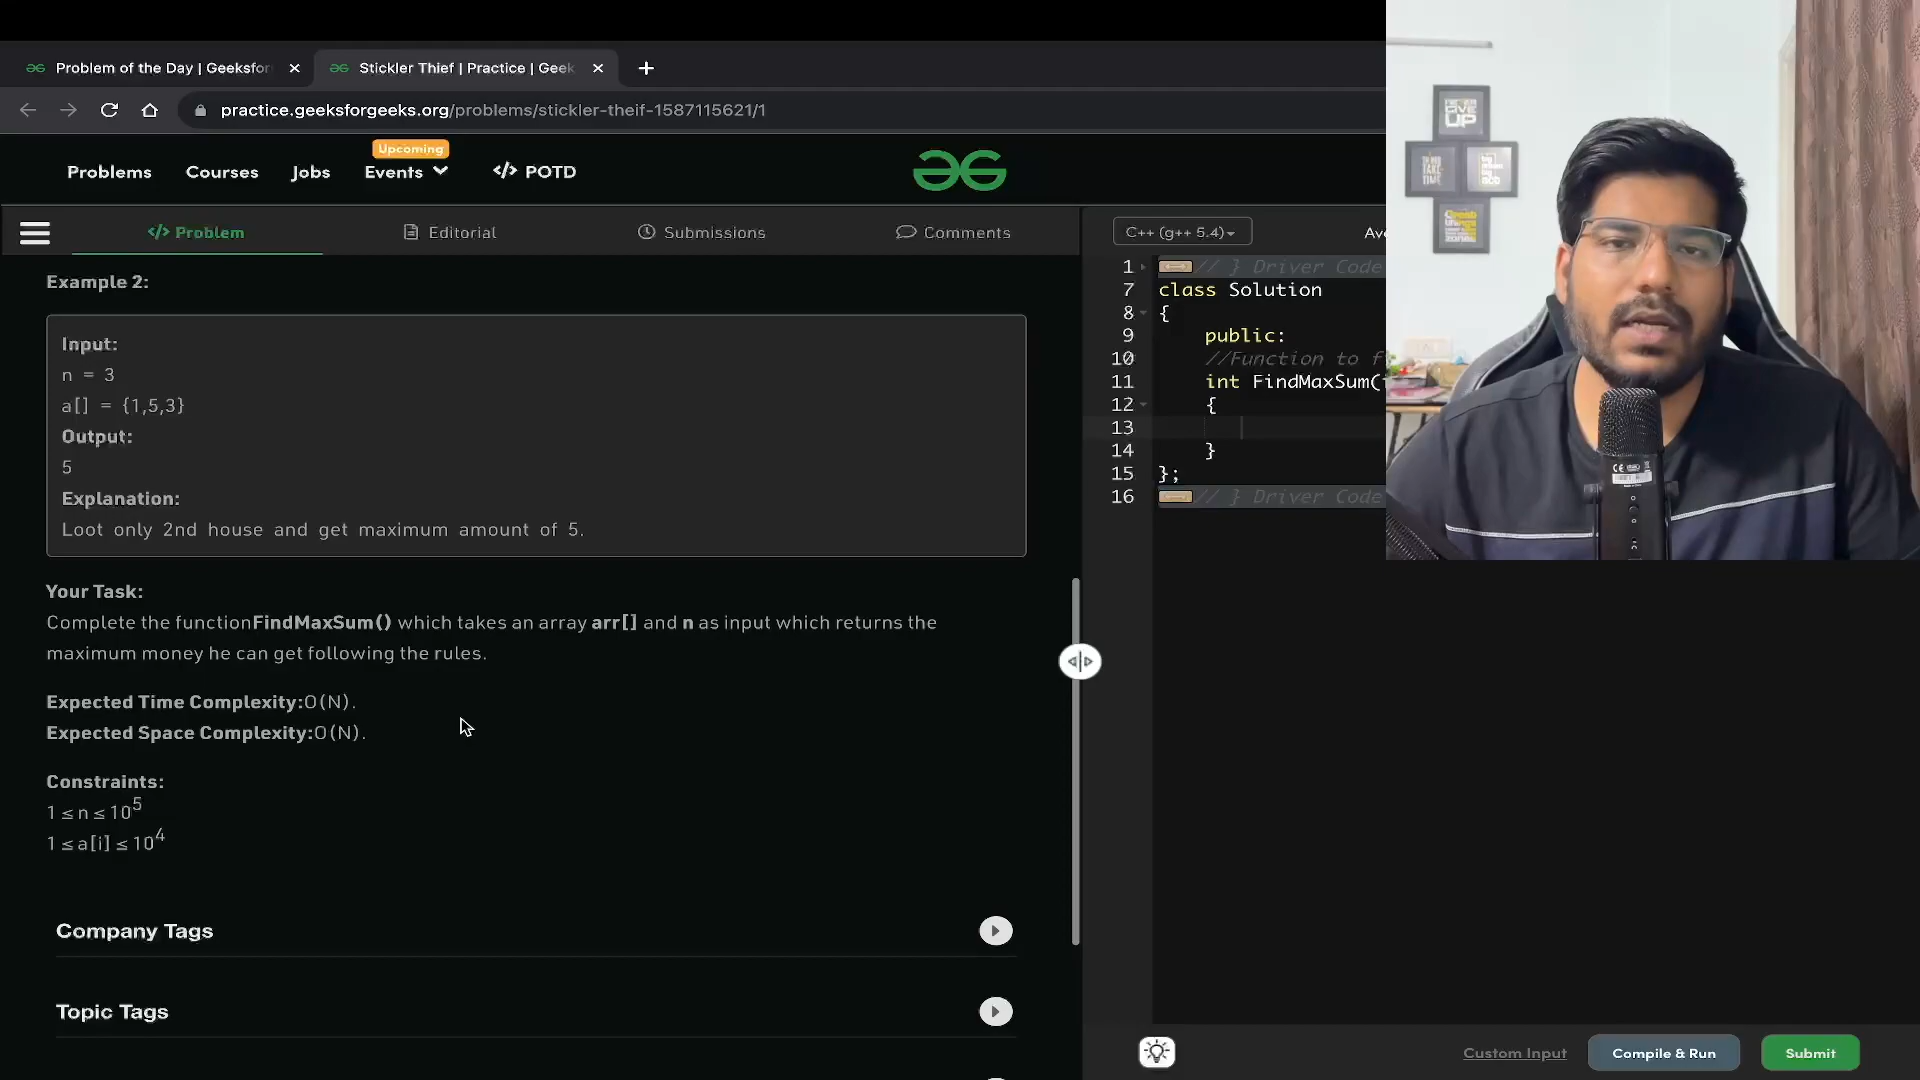 Problem of the Day | Geeksfor
Stickler Thief | Practice | Geek
practice.geeksforgeeks.org/problems/stickler-theif-1587115621/1
Problems
Courses
Jobs
Upcoming
Events
</> POTD
</> Problem
Editorial
Submissions
Comments
C++ (g++ 5.4)
Ave
Example 2:
Input:
n = 3
a[] = {1,5,3}
Output:
5
Explanation:
Loot only 2nd house and get maximum amount of 5.
Your Task:
Complete the functionFindMaxSum() which takes an array arr[] and n as input which returns the
maximum money he can get following the rules.
Expected Time Complexity:O(N).
Expected Space Complexity:O(N).
Constraints:
1 ≤ n ≤ 10^5
1 ≤ a[i] ≤ 10^4
Company Tags
Topic Tags
1 // } Driver Code
7 class Solution
8 {
9 public:
10 //Function to f
11 int FindMaxSum(
12 {
13
14 }
15 };
16 // } Driver Code
NEVER
GIVE
UP
Custom Input
Compile & Run
Submit